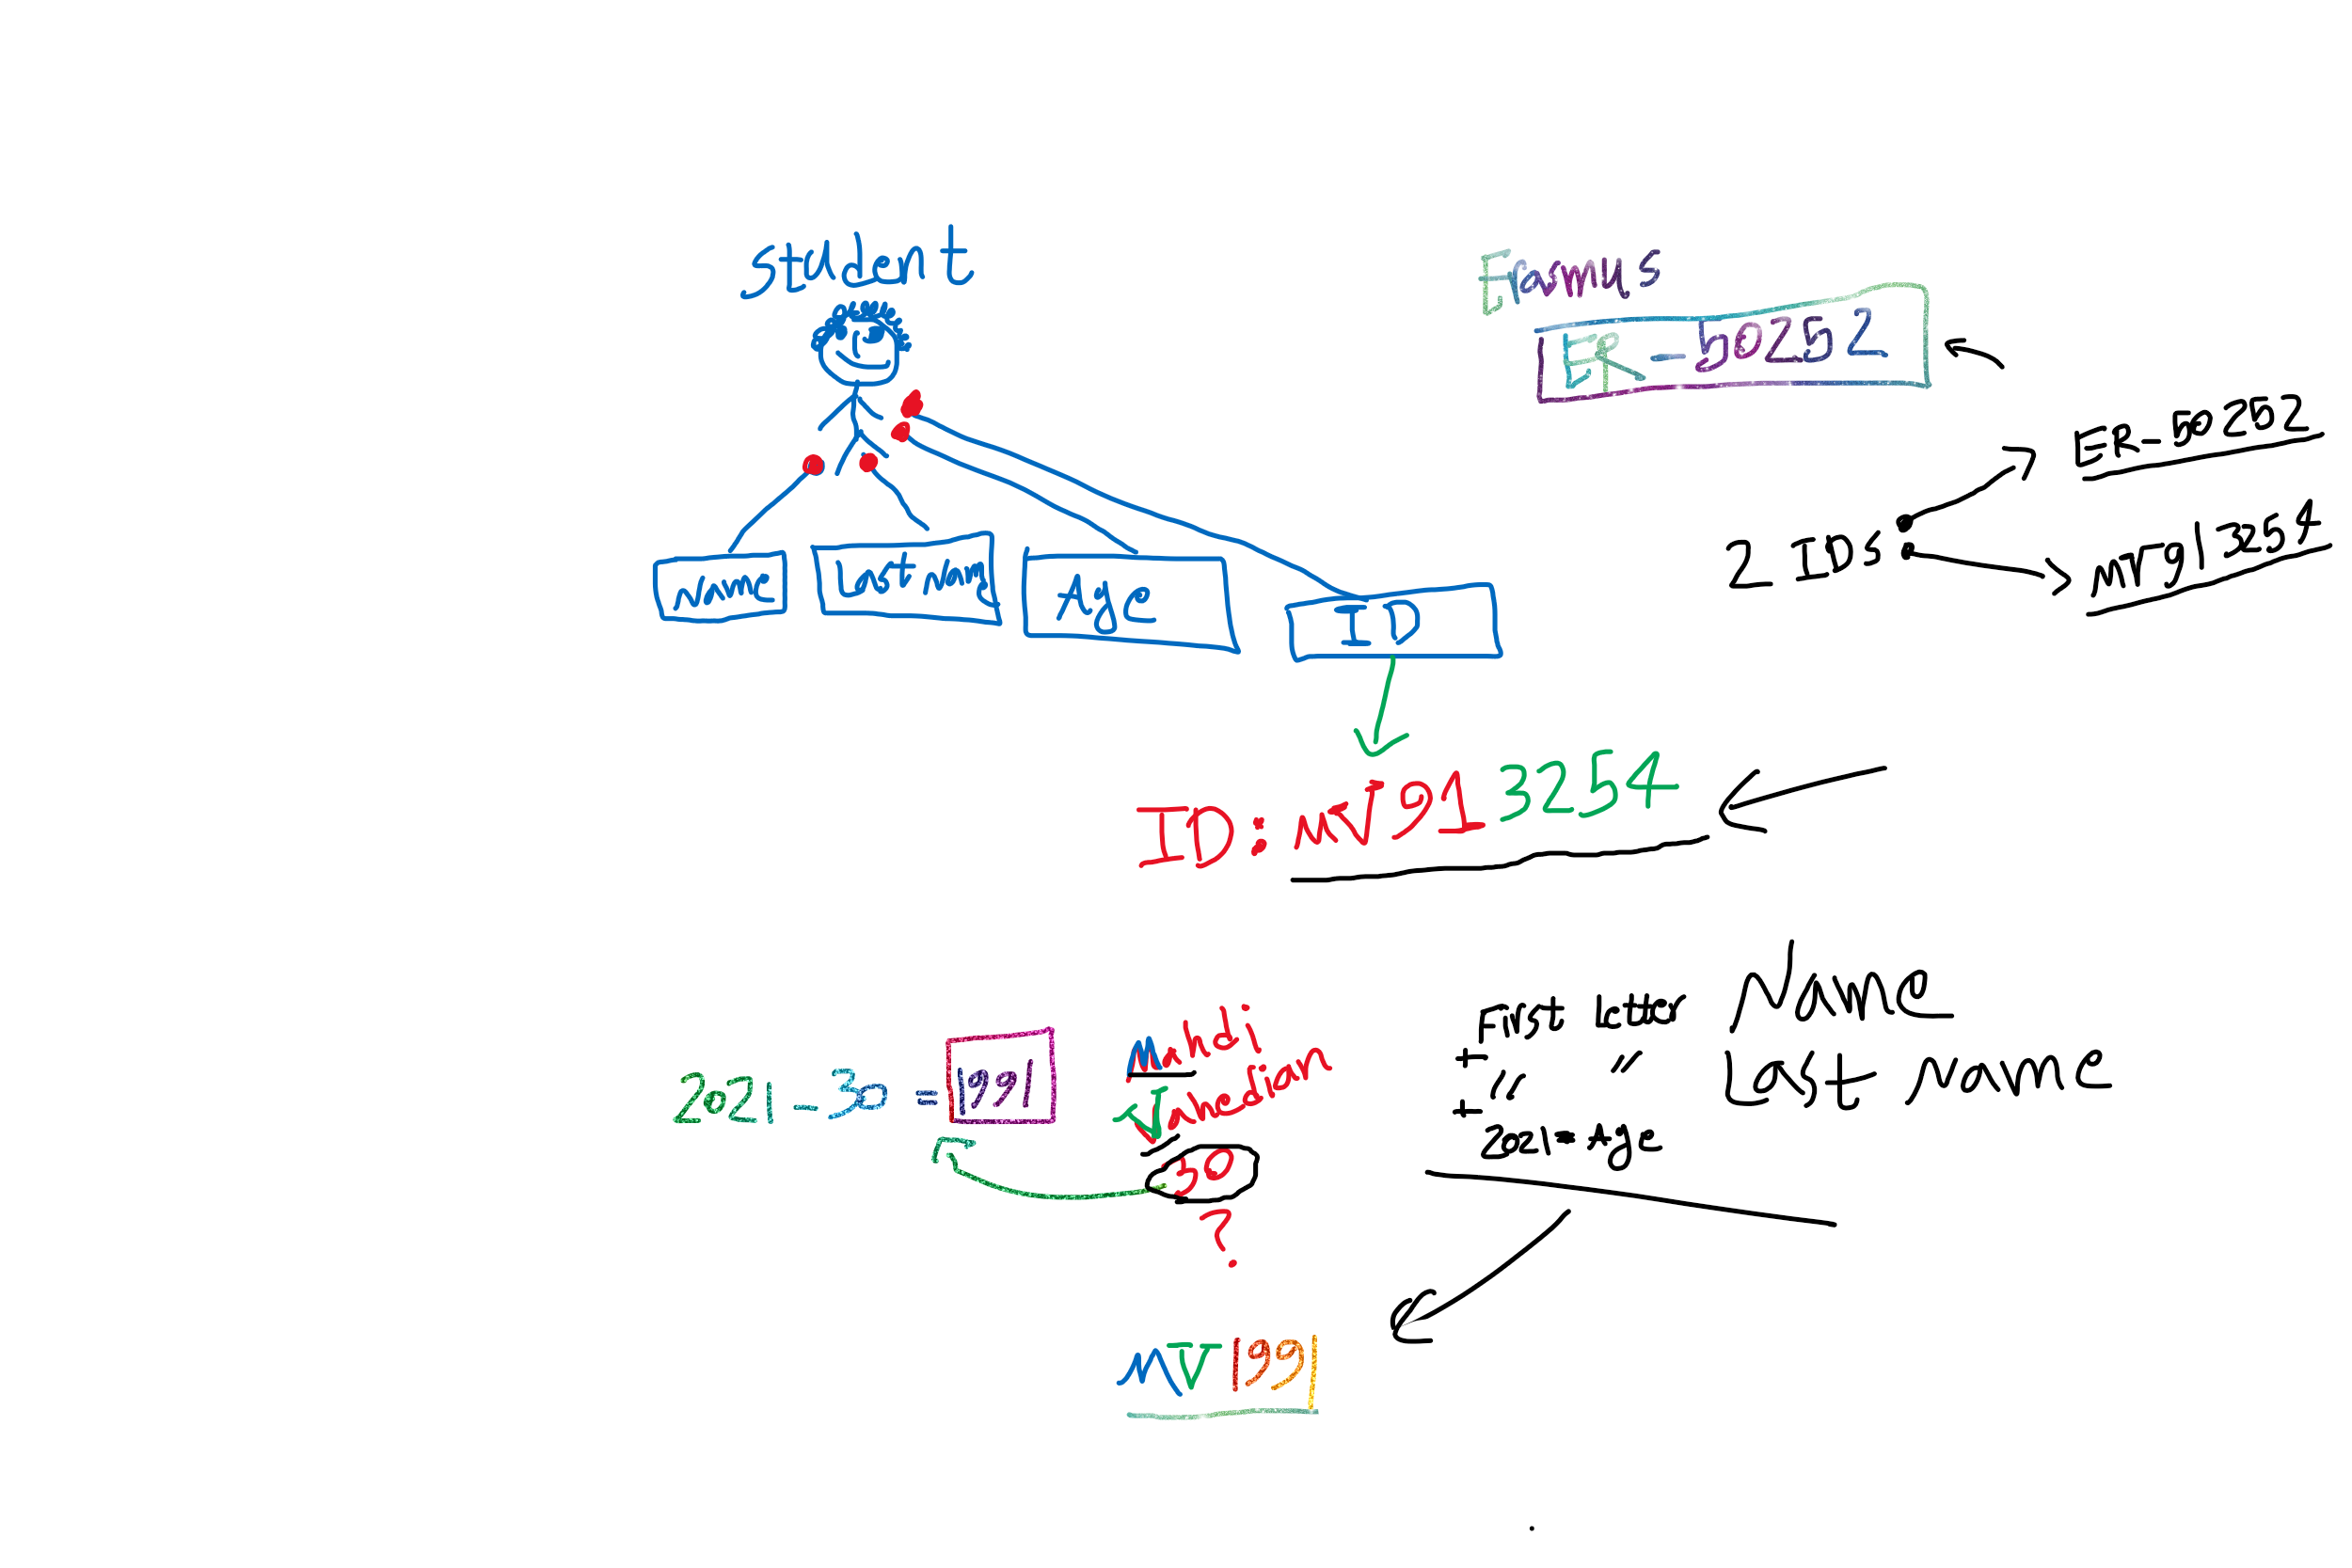 student
Name
Last Name
Age
ID
Erasmus
ER-50252
2 IDs
ER-50252
MV913254
ID: MV913254
2021-30=1991
Mahdi
Vahedian
30
?
First letter Name
+ " " Last name
+ 2021-Age
MV1991